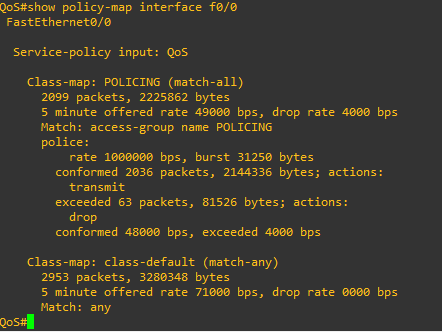 QoS#show policy-map interface f0/0
FastEthernet0/0
Service-policy input: QoS
Class-map: POLICING (match-all)
2099 packets, 2225862 bytes
5 minute offered rate 49000 bps, drop rate 4000 bps
Match: access-group name POLICING
police:
rate 1000000 bps, burst 31250 bytes
conformed 2036 packets, 2144336 bytes; actions:
transmit
exceeded 63 packets, 81526 bytes; actions:
drop
conformed 48000 bps, exceeded 4000 bps
Class-map: class-default (match-any)
2953 packets, 3280348 bytes
5 minute offered rate 71000 bps, drop rate 0000 bps
Match: any
QoS#